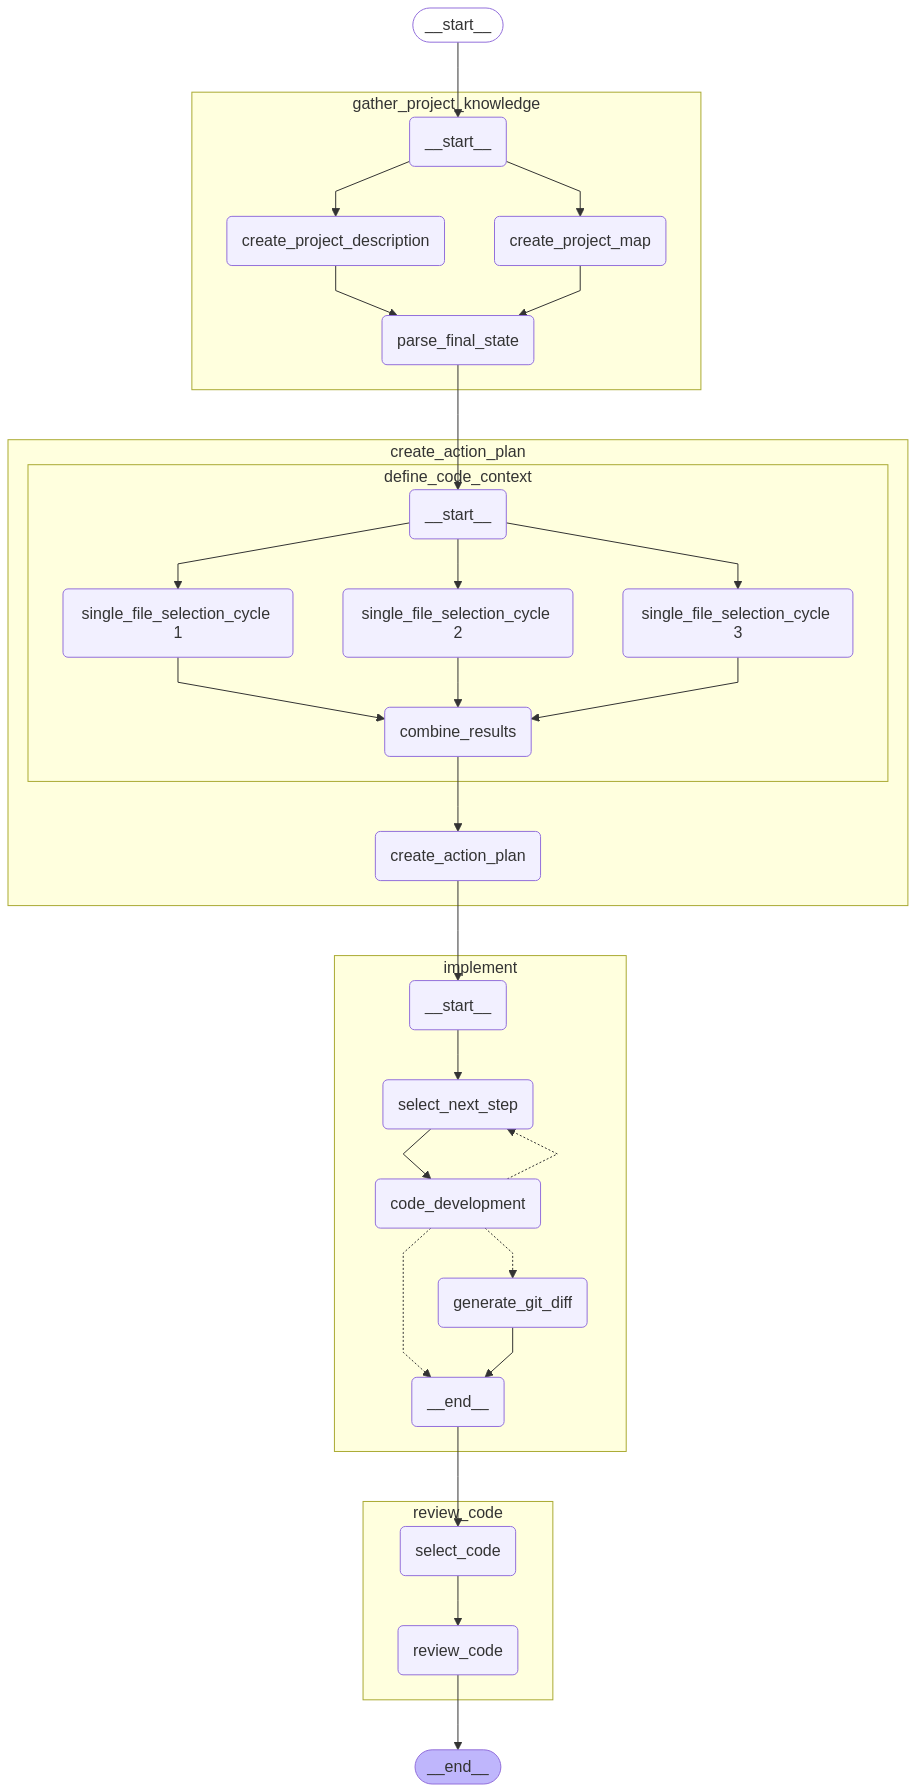 __start__
gather_project_knowledge
__start__
create_project_description
create_project_map
parse_final_state
create_action_plan
define_code_context
__start__
single_file_selection_cycle
1
single_file_selection_cycle
2
single_file_selection_cycle
3
combine_results
create_action_plan
implement
__start__
select_next_step
code_development
generate_git_diff
__end__
review_code
select_code
review_code
__end__